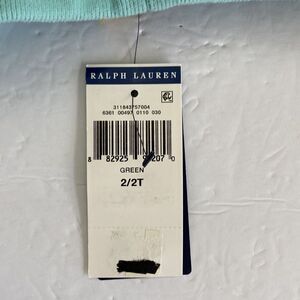 RALPH LAUREN
311843757004
6361 00497 0110 030
GREEN
2/2T